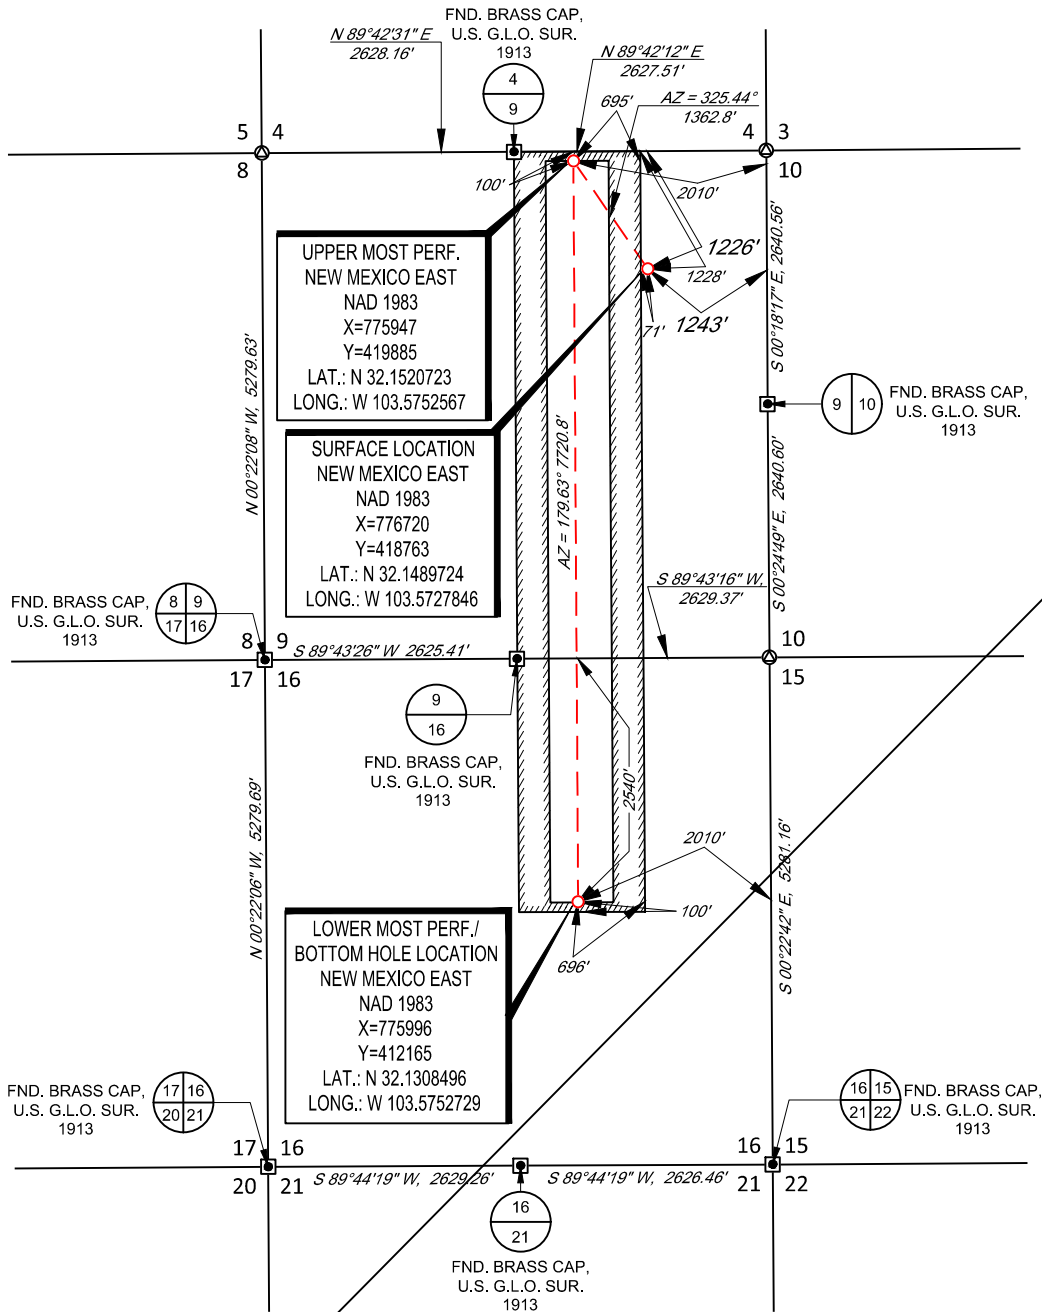 FND. BRASS CAP,
U.S. G.L.O. SUR.
1913
4
9
N 89°42'31" E
2628.16'
N 89°42'12" E
2627.51'
695'
AZ = 325.44°
1362.8'
5 4
8
4 3
10
100'
2010'
UPPER MOST PERF.
NEW MEXICO EAST
NAD 1983
X=775947
Y=419885
LAT.: N 32.1520723
LONG.: W 103.5752567
1226'
1228'
71'
1243'
S 00°18'17" E, 2640.56'
N 00°22'08" W, 5279.63'
9 10
FND. BRASS CAP,
U.S. G.L.O. SUR.
1913
SURFACE LOCATION
NEW MEXICO EAST
NAD 1983
X=776720
Y=418763
LAT.: N 32.1489724
LONG.: W 103.5727846
AZ = 179.63° 7720.8'
S 00°24'49" E, 2640.60'
S 89°43'16" W,
2629.37'
FND. BRASS CAP,
U.S. G.L.O. SUR.
1913
8 9
17 16
8 9
17 16
S 89°43'26" W 2625.41'
10
15
9
16
FND. BRASS CAP,
U.S. G.L.O. SUR.
1913
2540'
N 00°22'06" W, 5279.69'
2010'
S 00°22'42" E, 5281.16'
100'
696'
LOWER MOST PERF./
BOTTOM HOLE LOCATION
NEW MEXICO EAST
NAD 1983
X=775996
Y=412165
LAT.: N 32.1308496
LONG.: W 103.5752729
FND. BRASS CAP,
U.S. G.L.O. SUR.
1913
17 16
20 21
16 15
21 22
FND. BRASS CAP,
U.S. G.L.O. SUR.
1913
17 16
20 21
S 89°44'19" W, 2629.26'
S 89°44'19" W, 2626.46'
16 15
21 22
16
21
FND. BRASS CAP,
U.S. G.L.O. SUR.
1913